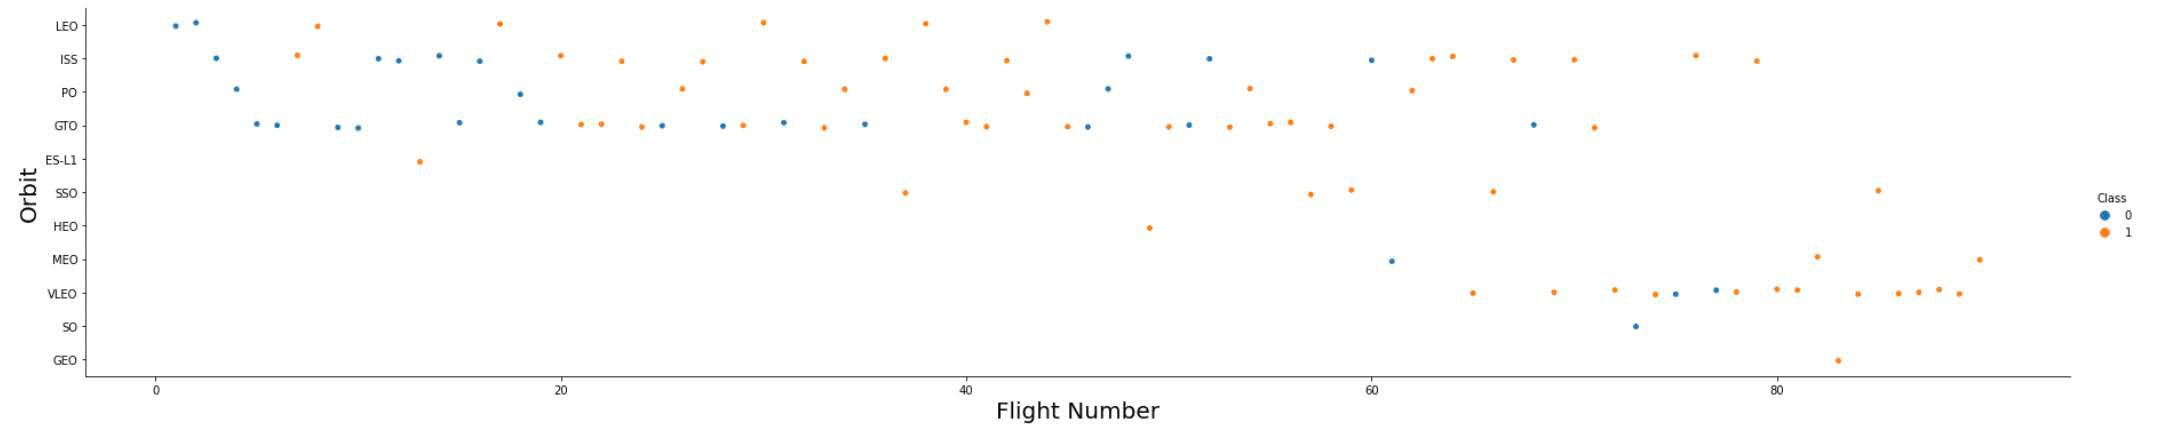 LEO
ISS
PO
GTO
ES-L1
SSO
HEO
MEO
VLEO
SO
GEO
Orbit
0 20 40 60 80
Flight Number
Class
0
1